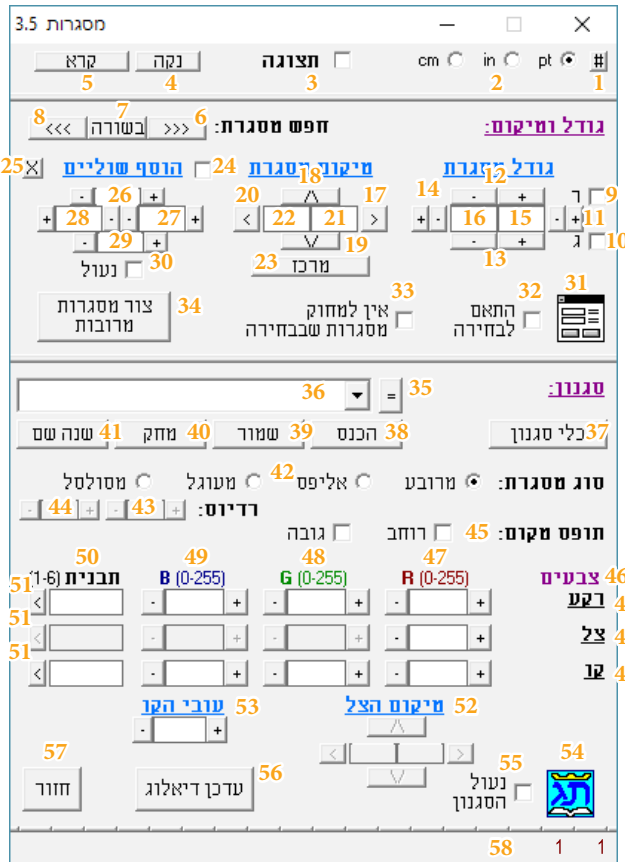 מסגרות 3.5
# pt in cm תצוגה נקה קרא
1 2 3 4 5
גודל ומיקום: חפש מסגרת: >>> 6 בשורה 7 <<< 8
גודל מסגרת מיקום מסגרת הוסף שוליים 24 X 25
ר 9 + - 12 14 17 /\ 18 20 + 26 -
+ 11 - 15 16 - + > 21 22 < + 27 - - 28 +
ג 10 + - 13 \/ 19 + 29 -
מרכז 23 נעול 30
31 התאם לבחירה 32 אין למחוק מסגרות שבבחירה 33 צור מסגרות מרובות 34
סגנון: = 35 36
כלי סגנון 37 הכנס 38 שמור 39 מחק 40 שנה שם 41
סוג מסגרת: מרובע אליפס 42 מעוגל מסולסל
רדיוס: + 43 - + 44 -
תופס מקום: 45 רוחב גובה
47 48 49 50
צבעים 46 R (0-255) G (0-255) B (0-255) תבנית (1-6)
רקע 4 + - + - + - < 51
צל 4 + - + - + - < 51
קו 4 + - + - + - < 51
מיקום הצל 52 עובי הקו 53
/\ + -
> <
\/
54 תג נעול הסגנון 55 עדכן דיאלוג 56 חזור 57
1 1 58